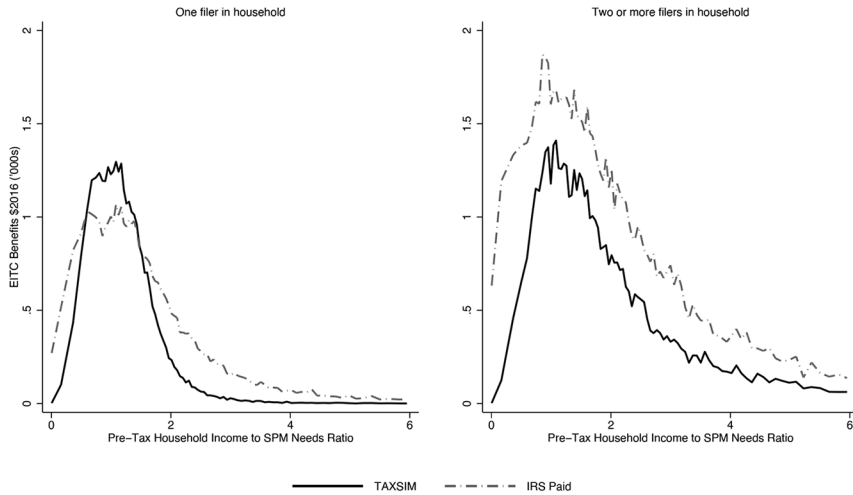 One filer in household
Two or more filers in household
EITC Benefits $2016 ('000s)
2
1.5
1
.5
0
0 2 4 6
Pre-Tax Household Income to SPM Needs Ratio
2
1.5
1
.5
0
0 2 4 6
Pre-Tax Household Income to SPM Needs Ratio
TAXSIM
IRS Paid